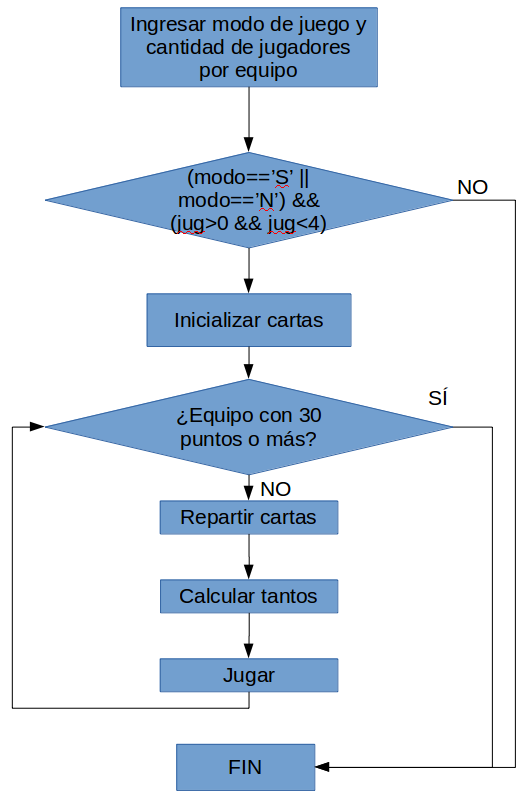 Ingresar modo de juego y
cantidad de jugadores
por equipo
(modo==’S’ ||
modo==’N’) &&
(jug>0 && jug<4)
NO
Inicializar cartas
¿Equipo con 30
puntos o más?
SÍ
NO
Repartir cartas
Calcular tantos
Jugar
FIN